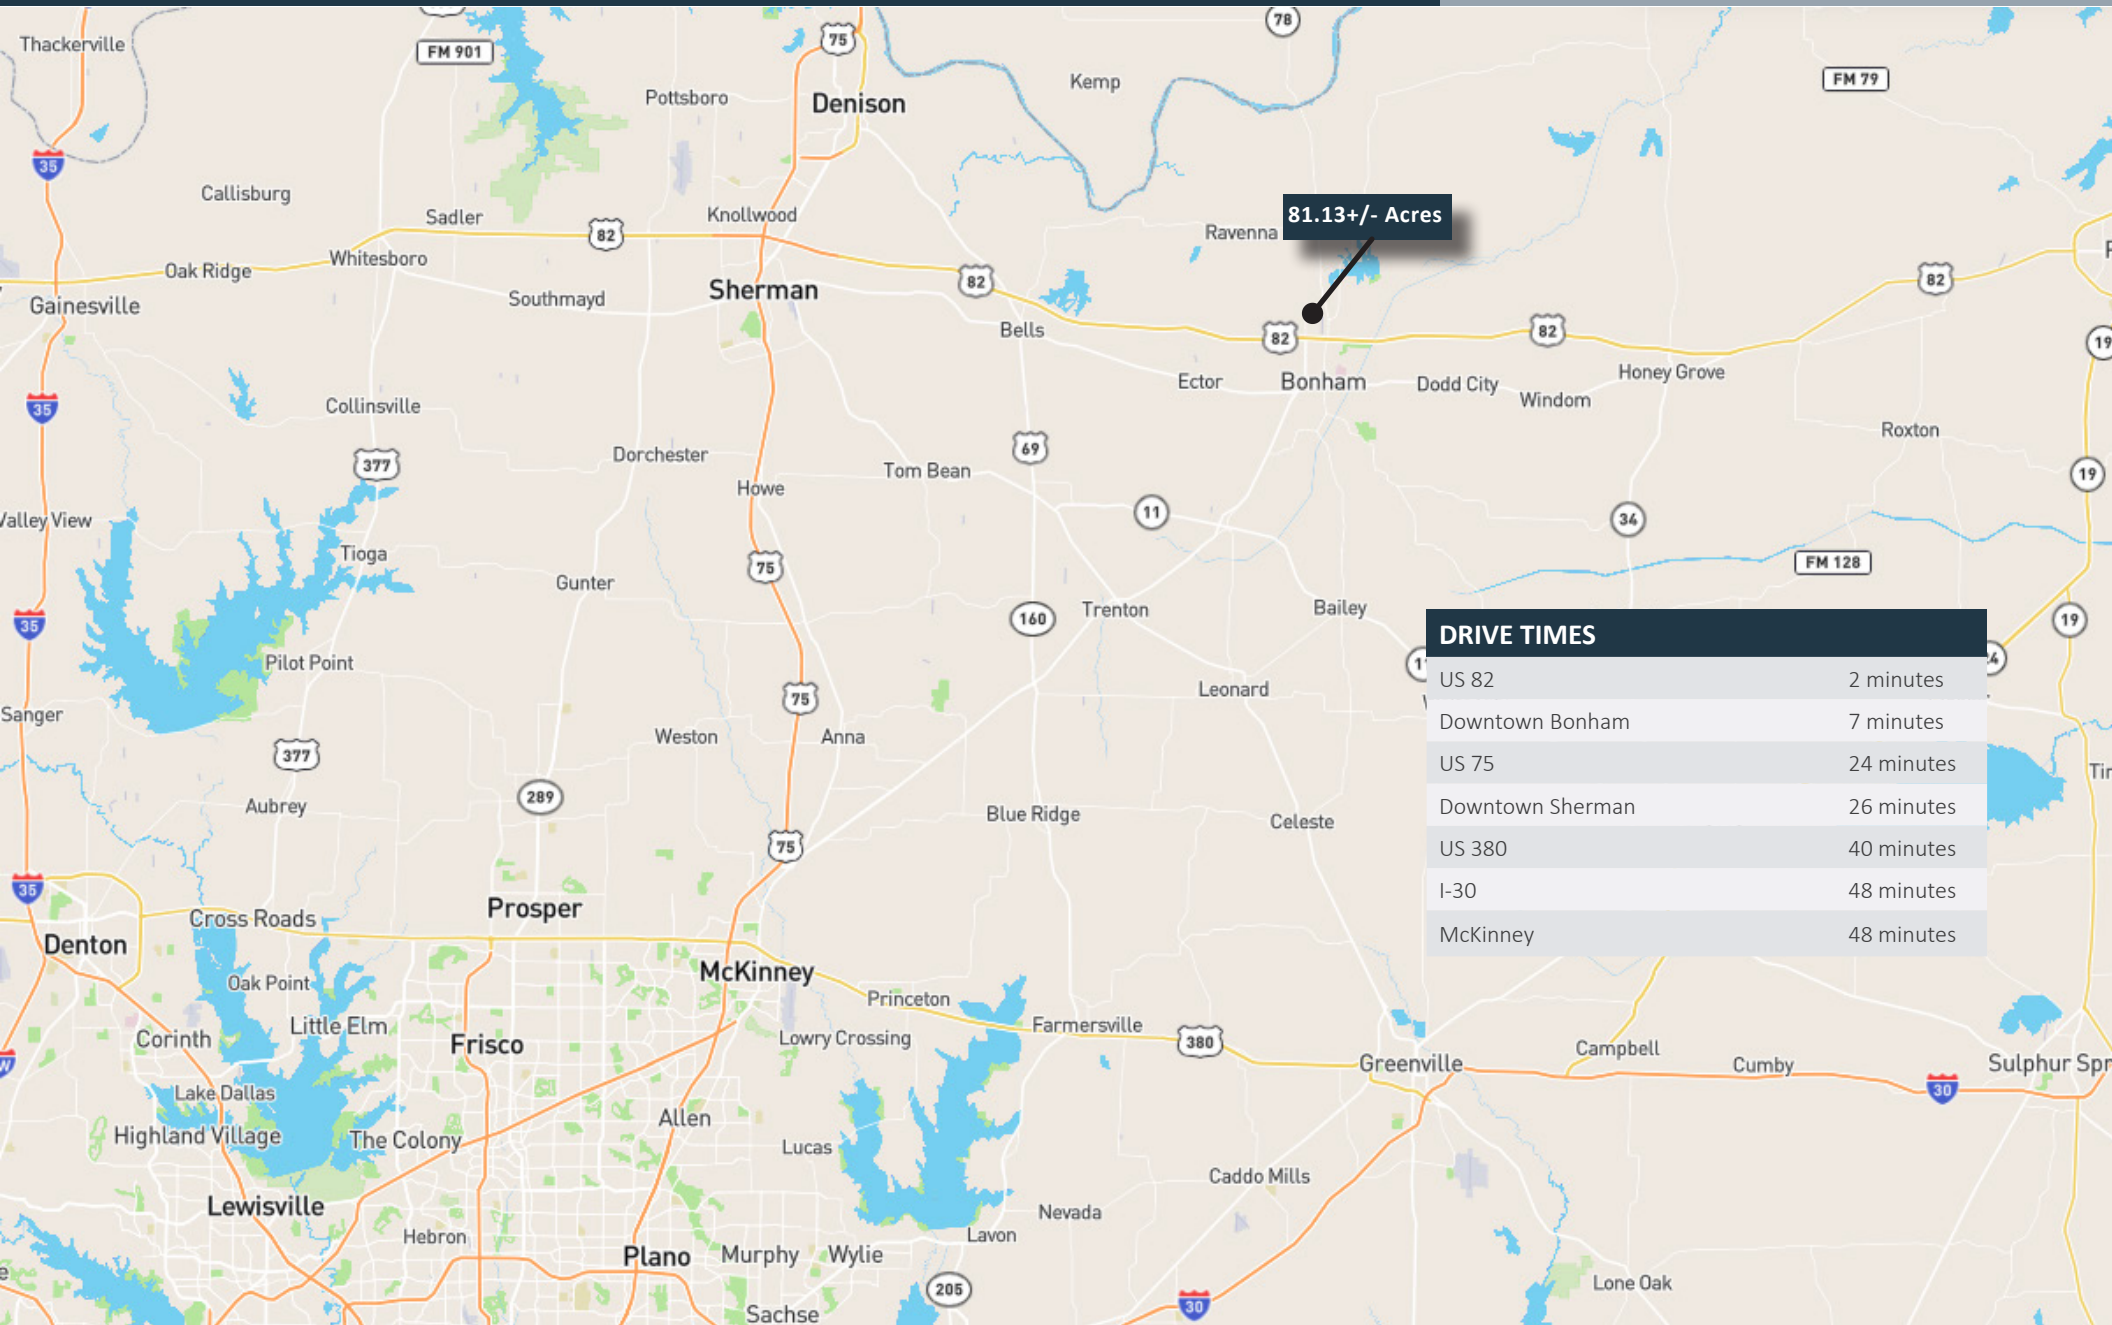 78
Thackerville
75
FM 901
FM 79
Kemp
Pottsboro
Denison
35
Callisburg
Sadler
Knollwood
81.13+/- Acres
82
Ravenna
Whitesboro
Oak Ridge
82
82
Gainesville
Southmayd
Sherman
Bells
82
82
19
Ector
Bonham
Dodd City
Honey Grove
Windom
35
Collinsville
Roxton
69
377
Dorchester
Tom Bean
19
Howe
11
34
Valley View
Tioga
75
FM 128
Gunter
Trenton
Bailey
160
19
35
DRIVE TIMES
US 82 2 minutes
Downtown Bonham 7 minutes
US 75 24 minutes
Downtown Sherman 26 minutes
US 380 40 minutes
I-30 48 minutes
McKinney 48 minutes
Pilot Point
Leonard
75
Sanger
Weston
Anna
377
289
Aubrey
Blue Ridge
Celeste
75
35
Prosper
Cross Roads
Denton
McKinney
Oak Point
Princeton
Little Elm
Farmersville
Corinth
Frisco
Lowry Crossing
380
Campbell
Greenville
Cumby
Sulphur Spr
30
Lake Dallas
Allen
Highland Village
The Colony
Lucas
Caddo Mills
Lewisville
Nevada
Hebron
Lavon
Plano
Murphy
Wylie
205
Lone Oak
30
Sachse